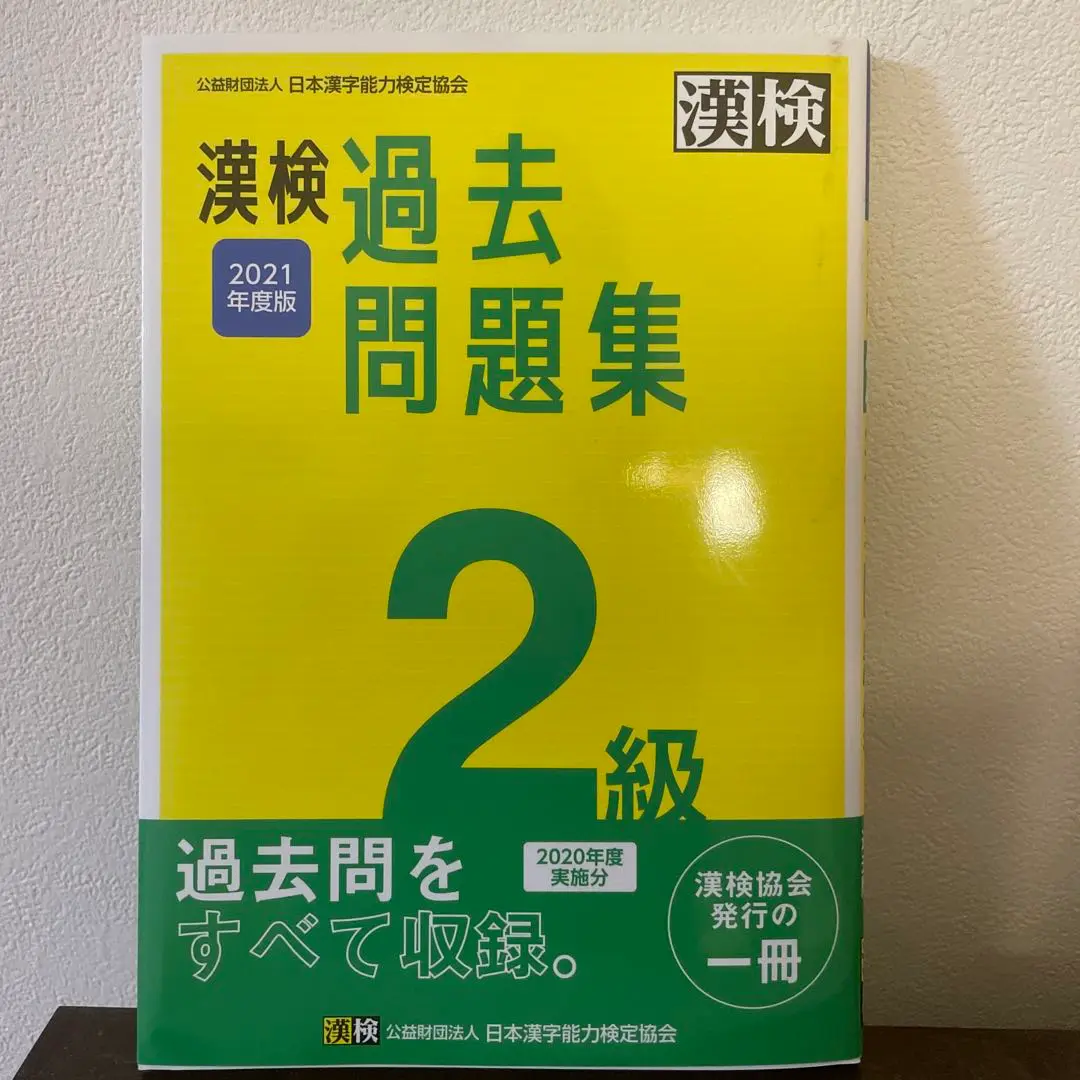 公益財団法人 日本漢字能力検定協会
漢検
漢検 過去
問題集
2021
年度版
2級
過去問を
すべて収録。
2020年度
実施分
漢検協会
発行の
一冊
漢検 公益財団法人 日本漢字能力検定協会